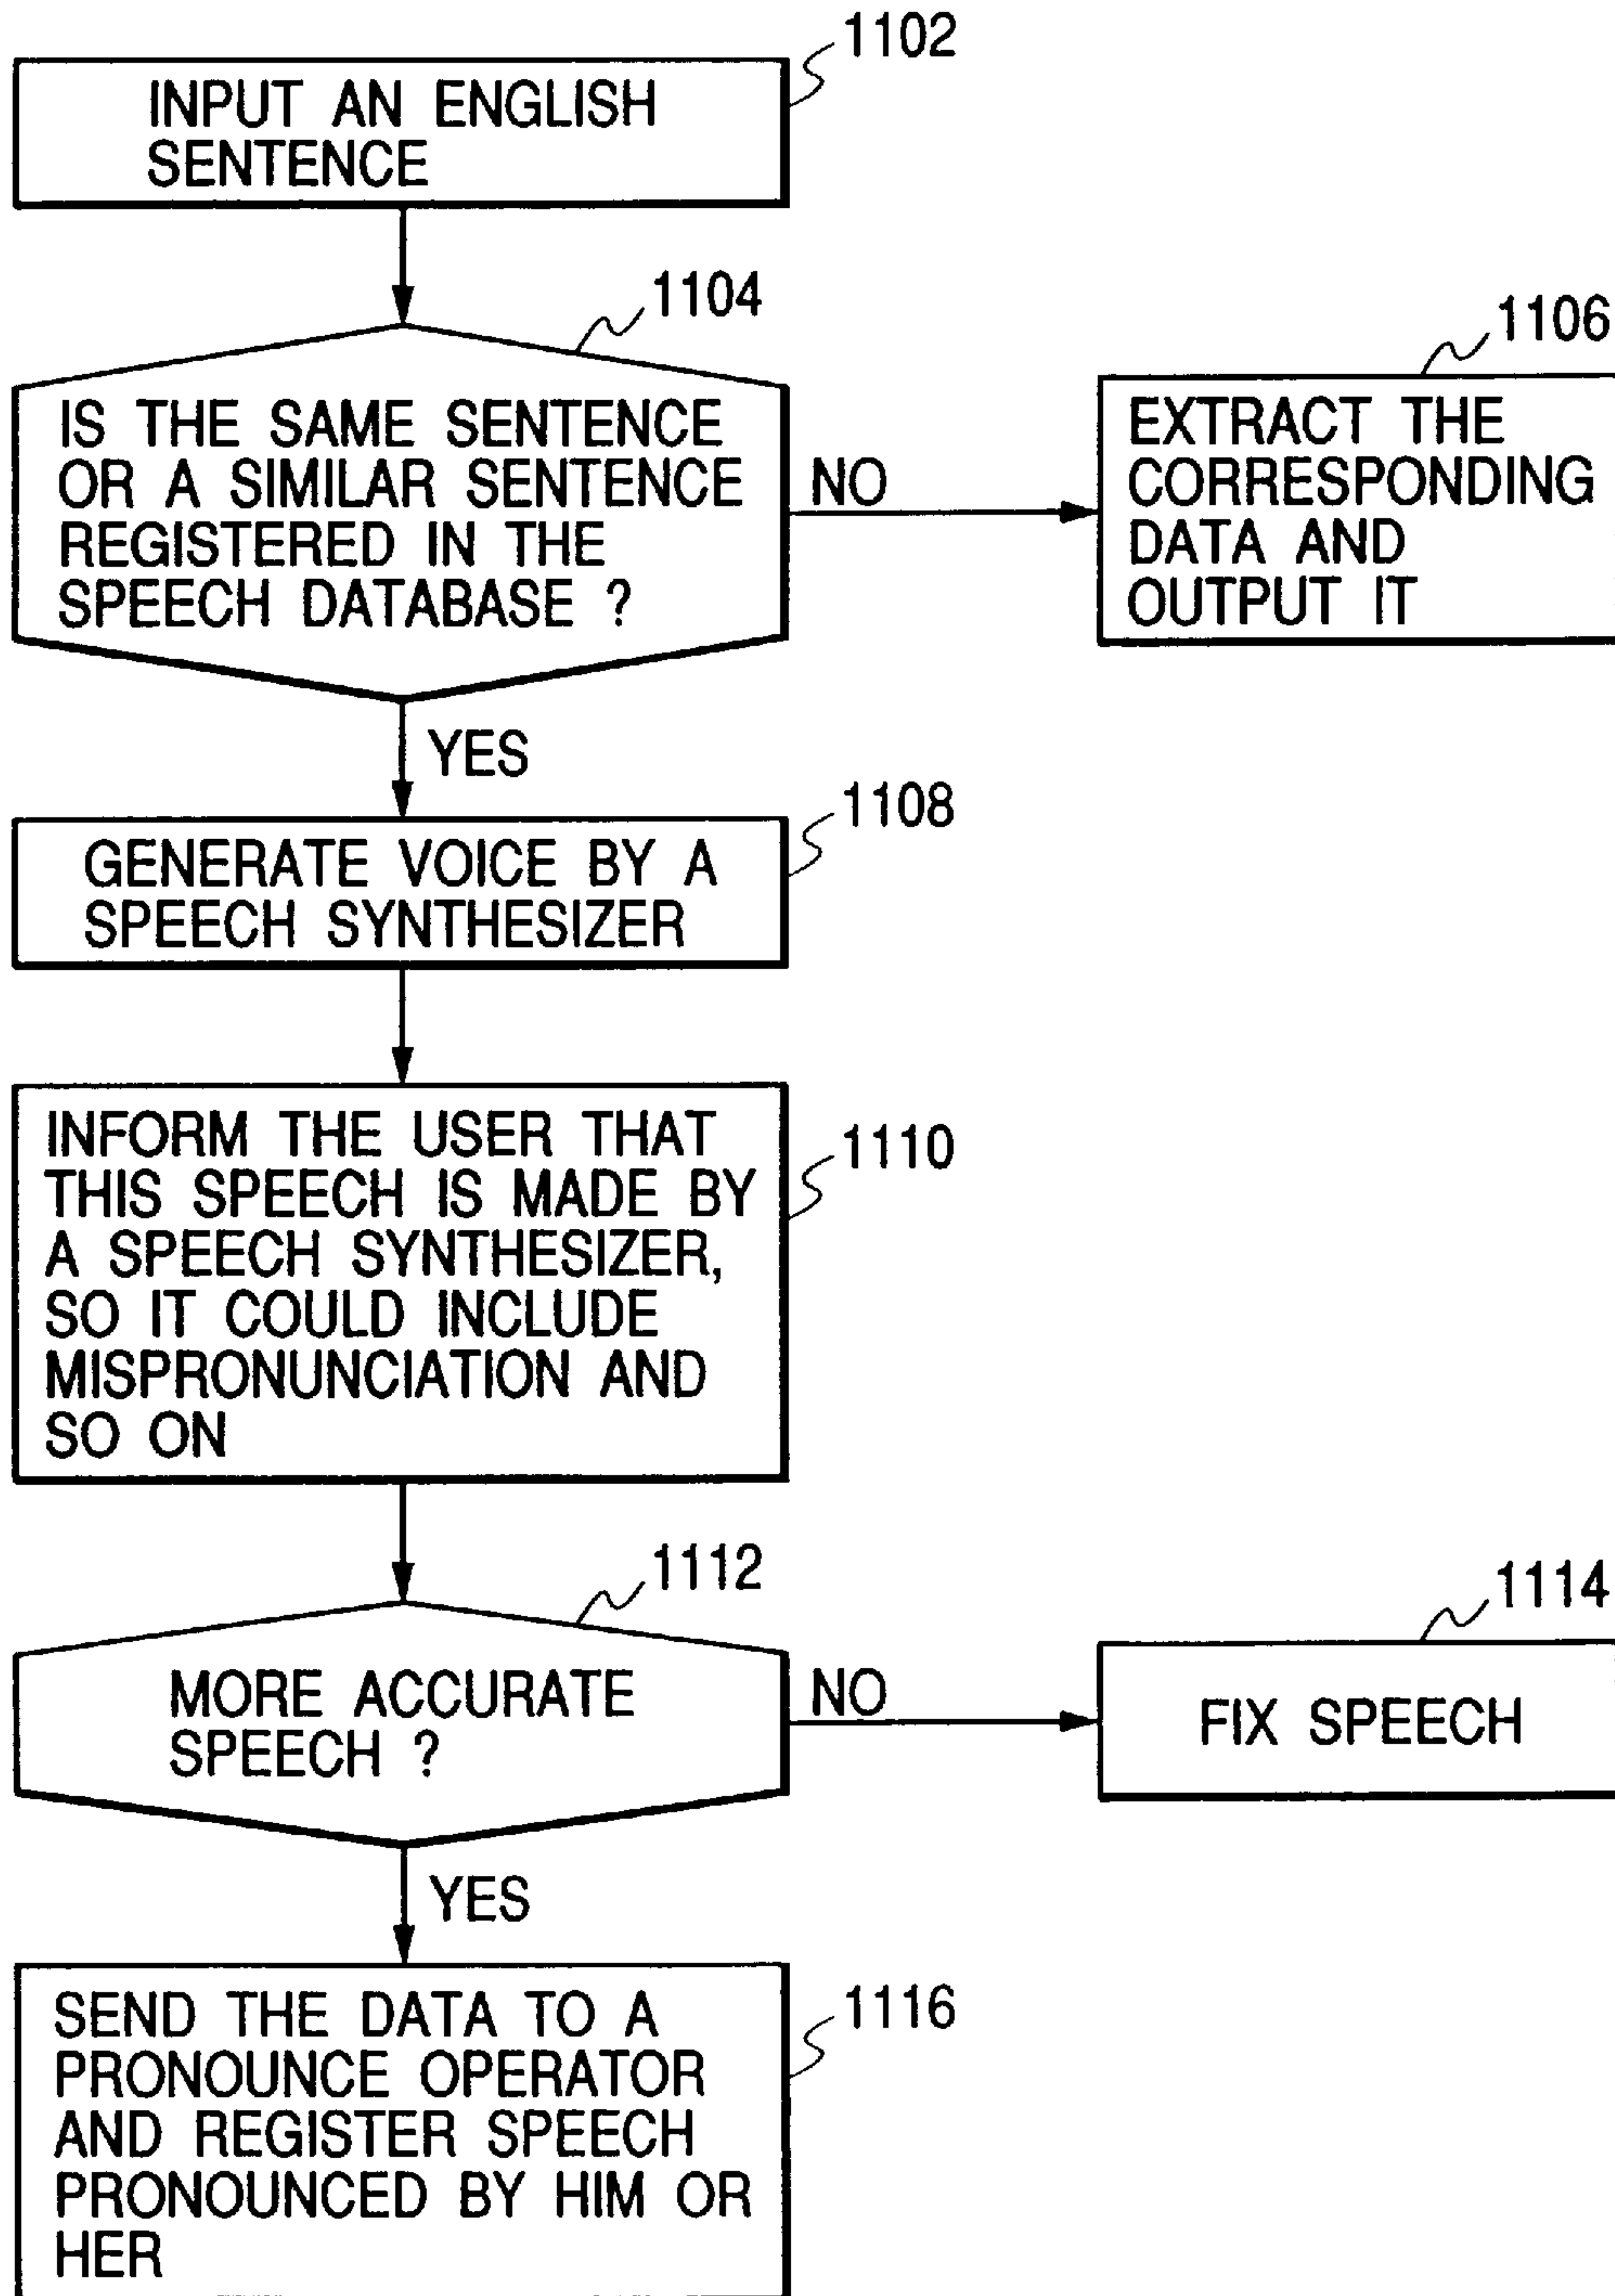 1102
INPUT AN ENGLISH
SENTENCE
1104
IS THE SAME SENTENCE
OR A SIMILAR SENTENCE
REGISTERED IN THE
SPEECH DATABASE ?
NO
1106
EXTRACT THE
CORRESPONDING
DATA AND
OUTPUT IT
YES
1108
GENERATE VOICE BY A
SPEECH SYNTHESIZER
1110
INFORM THE USER THAT
THIS SPEECH IS MADE BY
A SPEECH SYNTHESIZER,
SO IT COULD INCLUDE
MISPRONUNCIATION AND
SO ON
1112
MORE ACCURATE
SPEECH ?
NO
1114
FIX SPEECH
YES
1116
SEND THE DATA TO A
PRONOUNCE OPERATOR
AND REGISTER SPEECH
PRONOUNCED BY HIM OR
HER